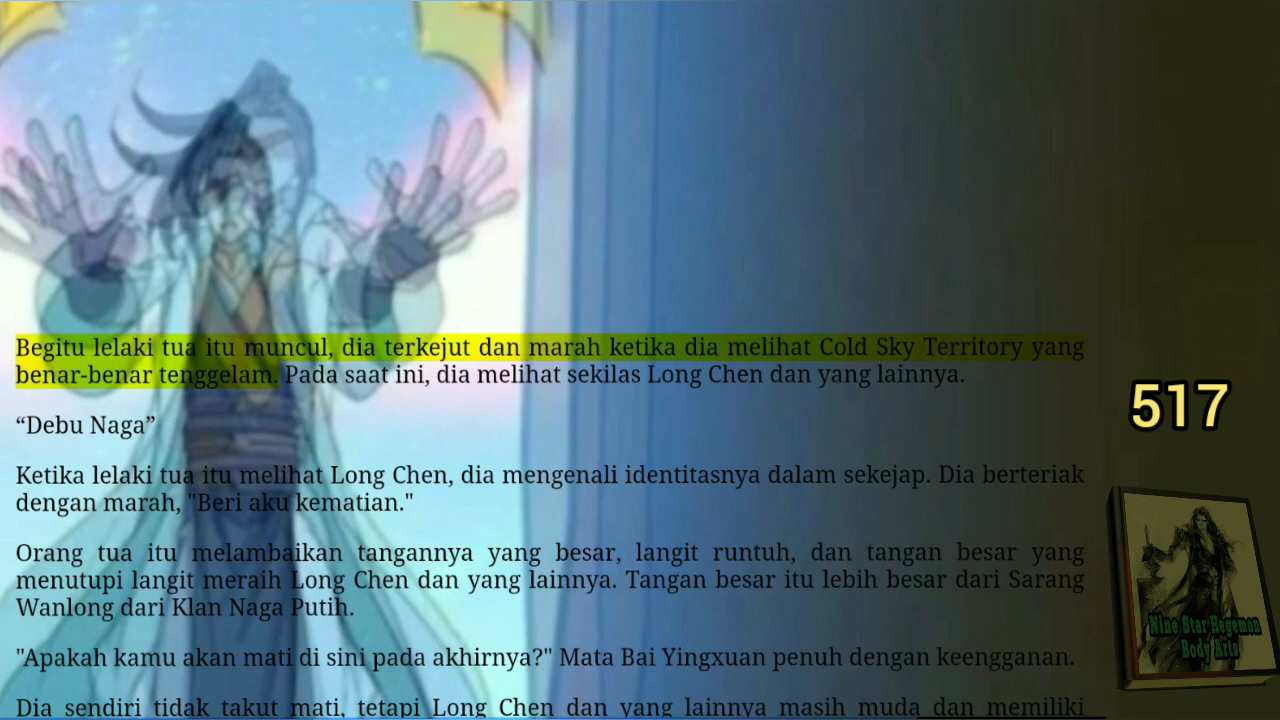 Begitu lelaki tua itu muncul, dia terkejut dan marah ketika dia melihat Cold Sky Territory yang
benar-benar tenggelam. Pada saat ini, dia melihat sekilas Long Chen dan yang lainnya.
“Debu Naga”
Ketika lelaki tua itu melihat Long Chen, dia mengenali identitasnya dalam sekejap. Dia berteriak
dengan marah, "Beri aku kematian."
Orang tua itu melambaikan tangannya yang besar, langit runtuh, dan tangan besar yang
menutupi langit meraih Long Chen dan yang lainnya. Tangan besar itu lebih besar dari Sarang
Wanlong dari Klan Naga Putih.
"Apakah kamu akan mati di sini pada akhirnya?" Mata Bai Yingxuan penuh dengan keengganan.
Dia sendiri tidak takut mati, tetapi Long Chen dan yang lainnya masih muda dan memiliki
517
Nine Star Hegemon
Body Arts